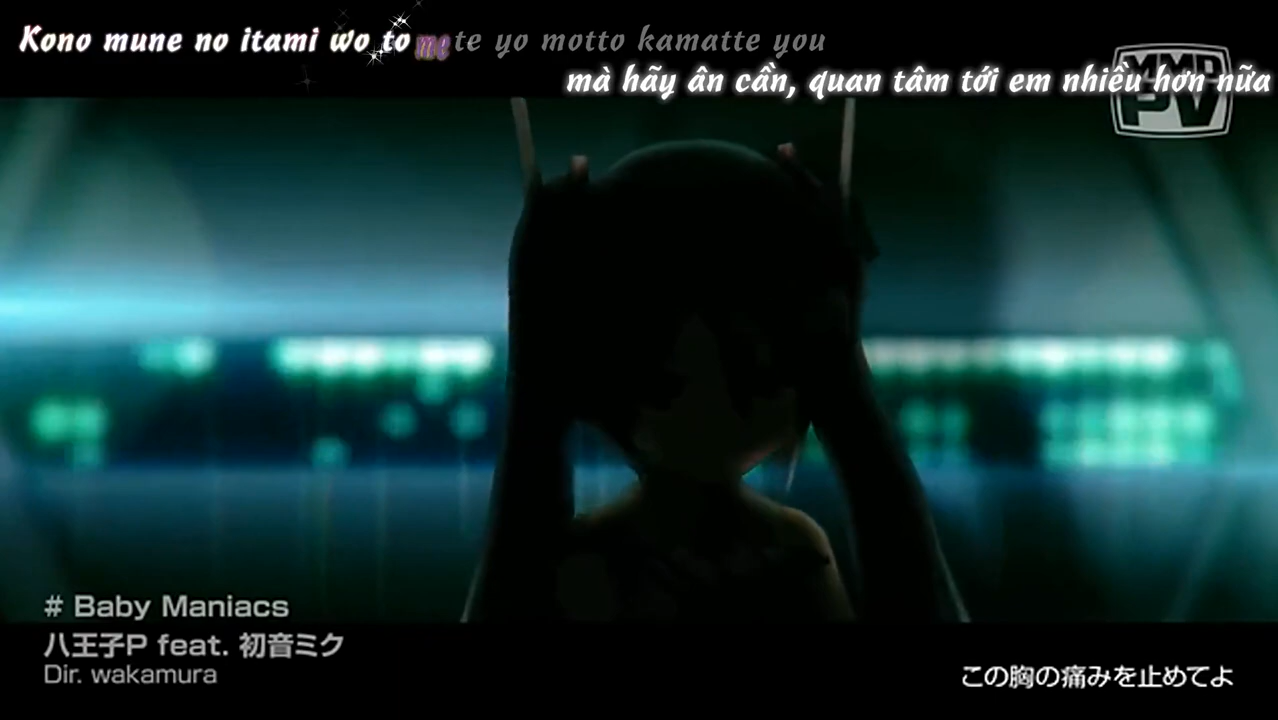 Kono mune no itami wo tomete yo motto kamatte you
mà hãy ân cần, quan tâm tới em nhiều hơn nữa
MMD
PV
# Baby Maniacs
八王子P feat. 初音ミク
Dir. wakamura
この胸の痛みを止めてよ